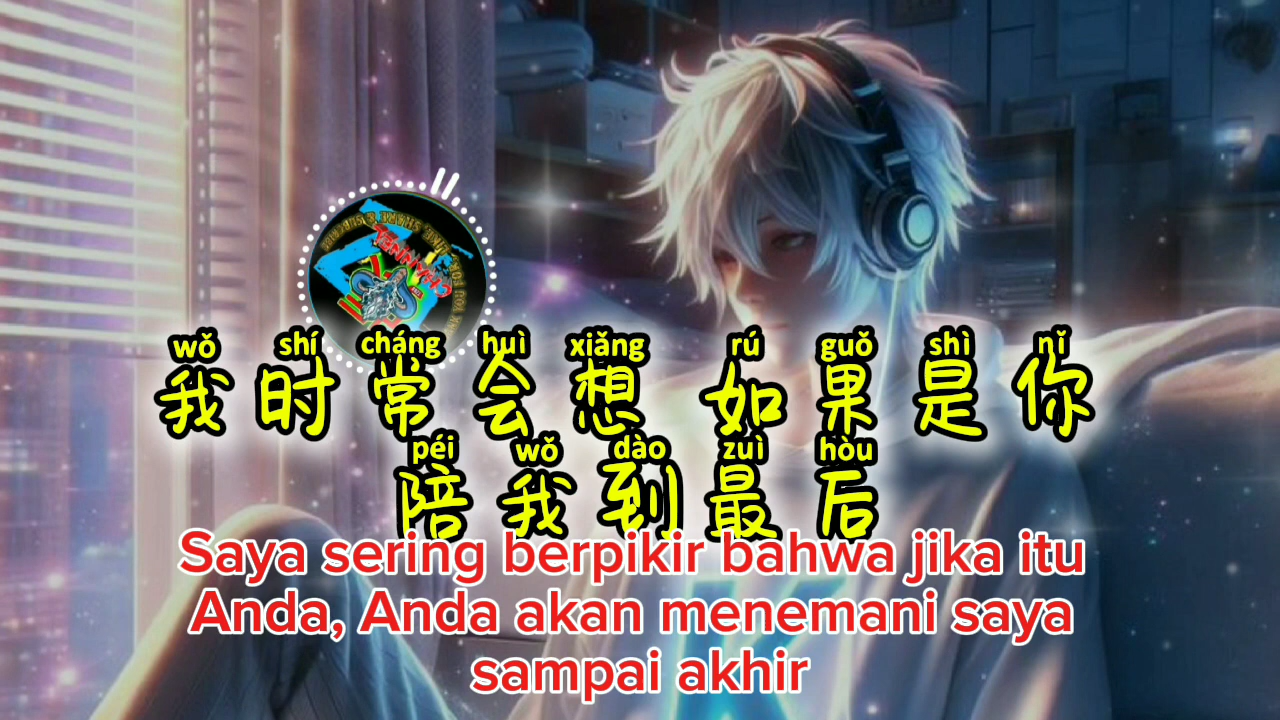 wǒ shí cháng huì xiǎng rú guǒ shì nǐ
我时常会想 如果是你
péi wǒ dào zuì hòu
陪我到最后
Saya sering berpikir bahwa jika itu
Anda, Anda akan menemani saya
sampai akhir